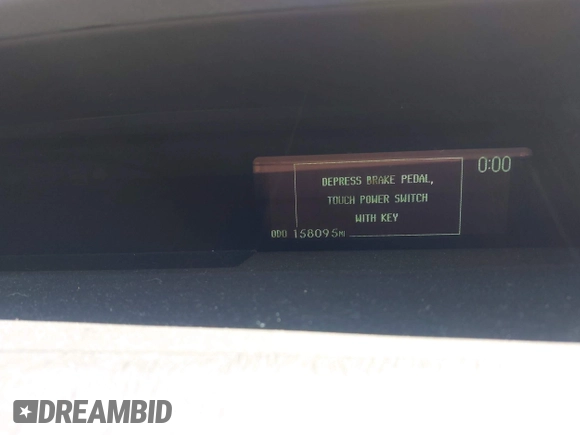 0:00
DEPRESS BRAKE PEDAL,
TOUCH POWER SWITCH
WITH KEY
ODO 158095MI
DREAMBID